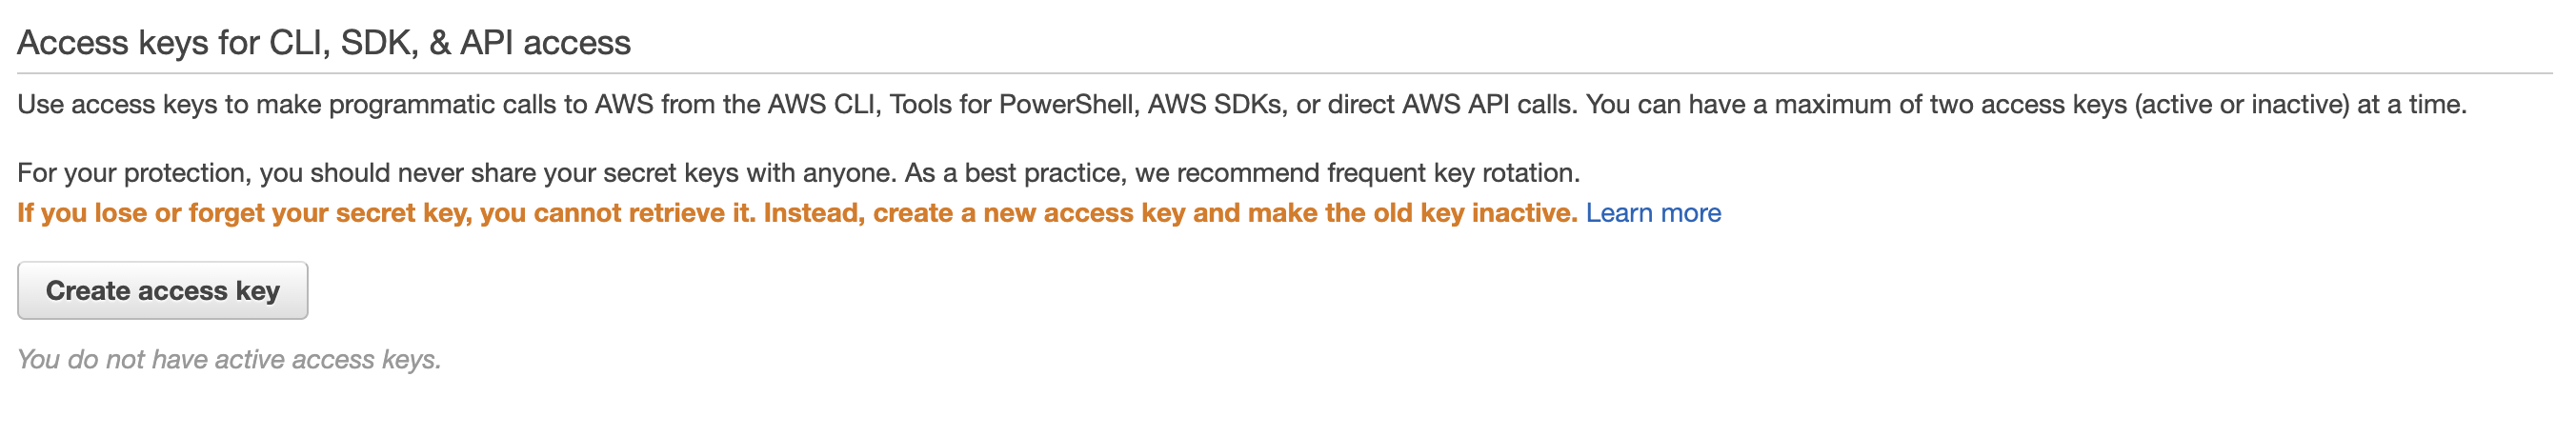 Access keys for CLI, SDK, & API access
Use access keys to make programmatic calls to AWS from the AWS CLI, Tools for PowerShell, AWS SDKs, or direct AWS API calls. You can have a maximum of two access keys (active or inactive) at a time.
For your protection, you should never share your secret keys with anyone. As a best practice, we recommend frequent key rotation.
If you lose or forget your secret key, you cannot retrieve it. Instead, create a new access key and make the old key inactive. Learn more
Create access key
You do not have active access keys.